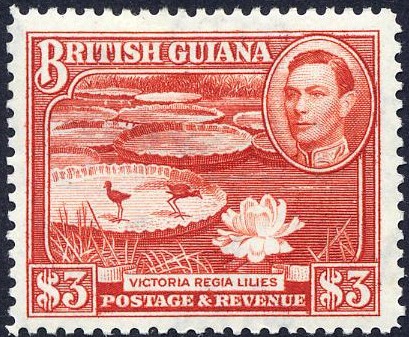 BRITISH GUIANA
$3 VICTORIA REGIA LILIES $3
POSTAGE & REVENUE